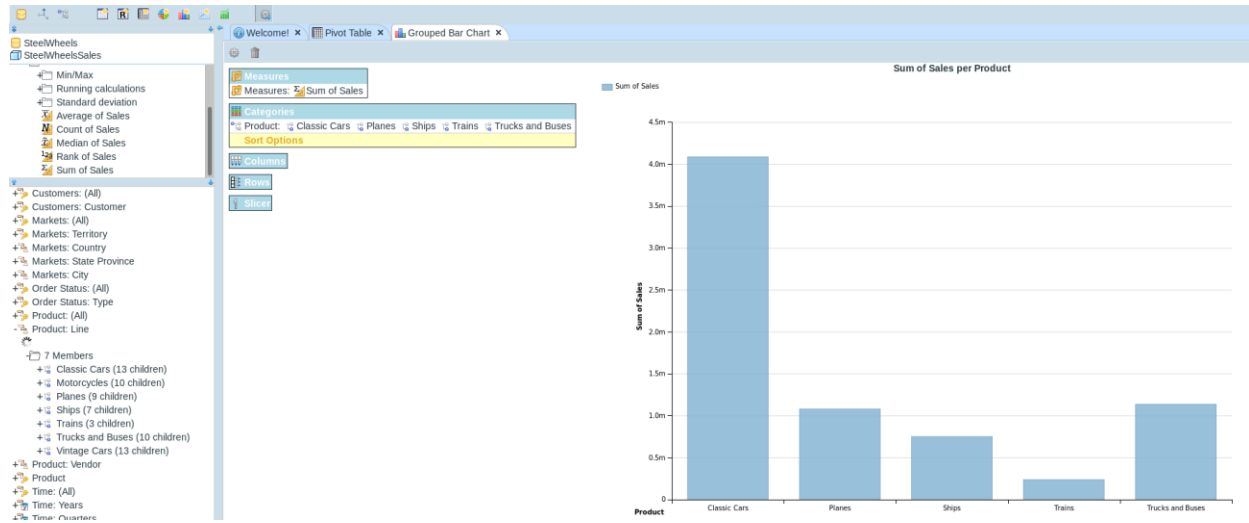 Welcome! × Pivot Table × Grouped Bar Chart ×
SteelWheels
SteelWheelsSales
Min/Max
Running calculations
Standard deviation
Average of Sales
Count of Sales
Median of Sales
Rank of Sales
Sum of Sales
Customers: (All)
Customers: Customer
Markets: (All)
Markets: Territory
Markets: Country
Markets: State Province
Markets: City
Order Status: (All)
Order Status: Type
Product: (All)
Product: Line
7 Members
Classic Cars (13 children)
Motorcycles (10 children)
Planes (9 children)
Ships (7 children)
Trains (3 children)
Trucks and Buses (10 children)
Vintage Cars (13 children)
Product: Vendor
Product
Time: (All)
Time: Years
Time: Quarters
Measures
Measures: Sum of Sales
Categories
Product: Classic Cars Planes Ships Trains Trucks and Buses
Sort Options
Columns
Rows
Slicer
Sum of Sales per Product
Sum of Sales
Sum of Sales
4.5m
4.0m
3.5m
3.0m
2.5m
2.0m
1.5m
1.0m
0.5m
0
Product
Classic Cars Planes Ships Trains Trucks and Buses